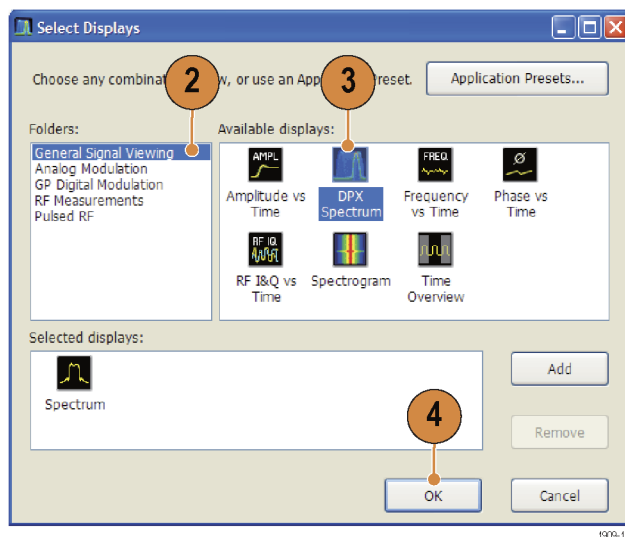 Select Displays
Choose any combinat
w, or use an App
reset.
Application Presets...
2
3
Folders:
Available displays:
General Signal Viewing
Analog Modulation
GP Digital Modulation
RF Measurements
Pulsed RF
AMPL
FREQ.
Ø
Amplitude vs
Time
DPX
Spectrum
Frequency
vs Time
Phase vs
Time
RF IQ
RF I&Q vs
Time
Spectrogram
Time
Overview
Selected displays:
Spectrum
Add
Remove
4
OK
Cancel